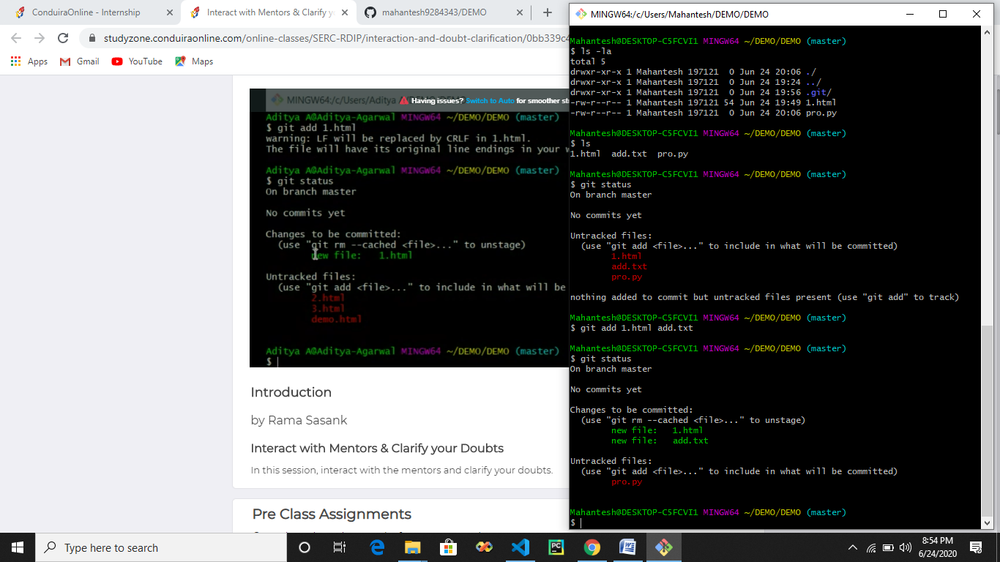 ConduiraOnline - Internship
Interact with Mentors & Clarify y
mahantesh9284343/DEMO
studyzone.conduiraonline.com/online-classes/SERC-RDIP/interaction-and-doubt-clarification/0bb339c4
Apps
Gmail
YouTube
Maps
MINGW64:/c/Users/Aditya
Having issues? Switch to Auto for smoother st
Aditya A@Aditya-Agarwal MINGW64 ~/DEMO/DEMO (master)
$ git add 1.html
warning: LF will be replaced by CRLF in 1.html.
The file will have its original line endings in your w
Aditya A@Aditya-Agarwal MINGW64 ~/DEMO/DEMO (master)
$ git status
On branch master
No commits yet
Changes to be committed:
(use "git rm --cached <file>..." to unstage)
new file: 1.html
Untracked files:
(use "git add <file>..." to include in what will be
2.html
3.html
demo.html
Aditya A@Aditya-Agarwal MINGW64 ~/DEMO/DEMO (master)
$
Introduction
by Rama Sasank
Interact with Mentors & Clarify your Doubts
In this session, interact with the mentors and clarify your doubts.
Pre Class Assignments
MINGW64:/c/Users/Mahantesh/DEMO/DEMO
Mahantesh@DESKTOP-C5FCVI1 MINGW64 ~/DEMO/DEMO (master)
$ ls -la
total 5
drwxr-xr-x 1 Mahantesh 197121 0 Jun 24 20:06 ./
drwxr-xr-x 1 Mahantesh 197121 0 Jun 24 19:24 ../
drwxr-xr-x 1 Mahantesh 197121 0 Jun 24 19:56 .git/
-rw-r--r-- 1 Mahantesh 197121 54 Jun 24 19:49 1.html
-rw-r--r-- 1 Mahantesh 197121 0 Jun 24 20:06 pro.py
Mahantesh@DESKTOP-C5FCVI1 MINGW64 ~/DEMO/DEMO (master)
$ ls
1.html add.txt pro.py
Mahantesh@DESKTOP-C5FCVI1 MINGW64 ~/DEMO/DEMO (master)
$ git status
On branch master
No commits yet
Untracked files:
(use "git add <file>..." to include in what will be committed)
1.html
add.txt
pro.py
nothing added to commit but untracked files present (use "git add" to track)
Mahantesh@DESKTOP-C5FCVI1 MINGW64 ~/DEMO/DEMO (master)
$ git add 1.html add.txt
Mahantesh@DESKTOP-C5FCVI1 MINGW64 ~/DEMO/DEMO (master)
$ git status
On branch master
No commits yet
Changes to be committed:
(use "git rm --cached <file>..." to unstage)
new file: 1.html
new file: add.txt
Untracked files:
(use "git add <file>..." to include in what will be committed)
pro.py
Mahantesh@DESKTOP-C5FCVI1 MINGW64 ~/DEMO/DEMO (master)
$
Type here to search
8:54 PM
6/24/2020